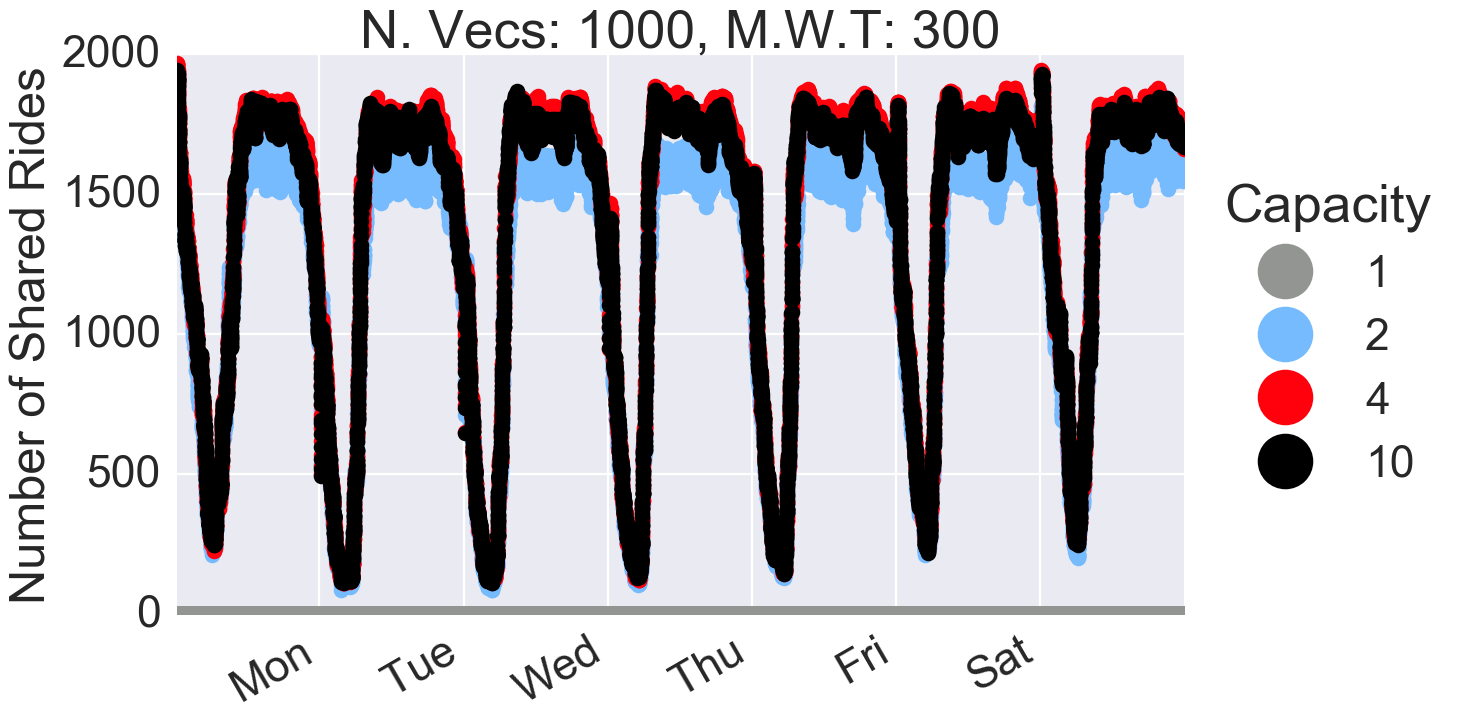 N. Vecs: 1000, M.W.T: 300
Number of Shared Rides
2000
1500
1000
500
0
Mon
Tue
Wed
Thu
Fri
Sat
Capacity
1
2
4
10